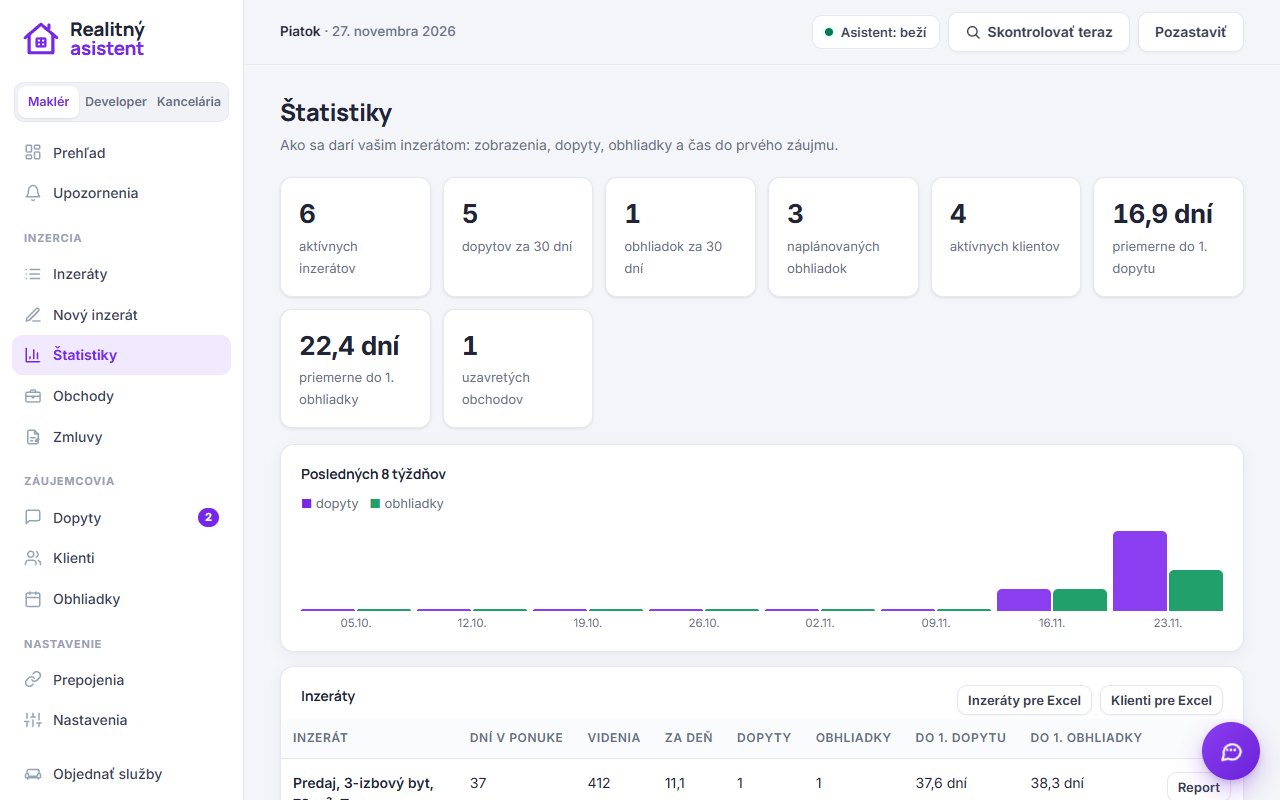 Realitný
asistent
Piatok · 27. novembra 2026
Asistent: beží
Skontrolovať teraz
Pozastaviť
Maklér
Developer
Kancelária
Prehľad
Upozornenia
INZERCIA
Inzeráty
Nový inzerát
Štatistiky
Obchody
Zmluvy
ZÁUJEMCOVIA
Dopyty
2
Klienti
Obhliadky
NASTAVENIE
Prepojenia
Nastavenia
Objednať služby
Štatistiky
Ako sa darí vašim inzerátom: zobrazenia, dopyty, obhliadky a čas do prvého záujmu.
6
aktívnych
inzerátov
5
dopytov za 30 dní
1
obhliadok za 30
dní
3
naplánovaných
obhliadok
4
aktívnych klientov
16,9 dní
priemerne do 1.
dopytu
22,4 dní
priemerne do 1.
obhliadky
1
uzavretých
obchodov
Posledných 8 týždňov
dopyty
obhliadky
05.10.
12.10.
19.10.
26.10.
02.11.
09.11.
16.11.
23.11.
Inzeráty
Inzeráty pre Excel
Klienti pre Excel
INZERÁT
DNÍ V PONUKE
VIDENIA
ZA DEŇ
DOPYTY
OBHLIADKY
DO 1. DOPYTU
DO 1. OBHLIADKY
Predaj, 3-izbový byt,
37
412
11,1
1
1
37,6 dní
38,3 dní
Report